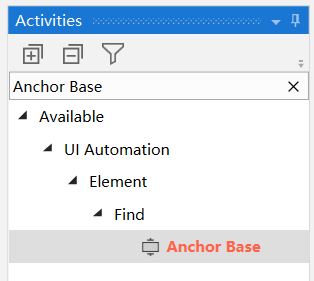 Activities
Anchor Base
Available
UI Automation
Element
Find
Anchor Base